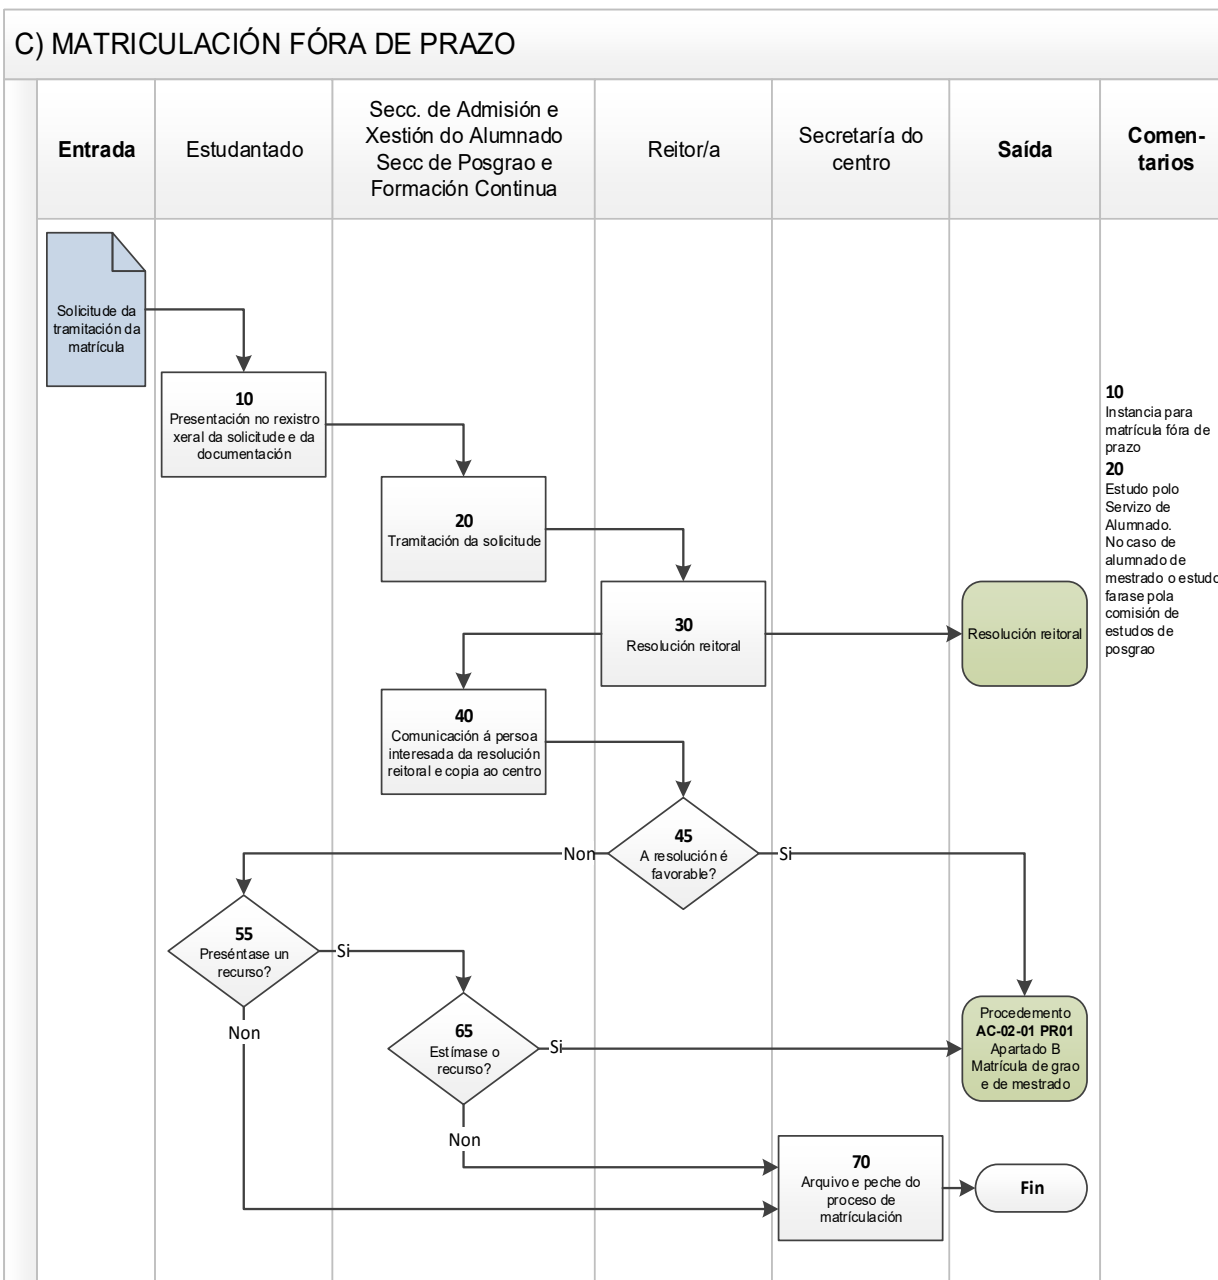 C) MATRICULACIÓN FÓRA DE PRAZO
Entrada
Estudantado
Secc. de Admisión e
Xestión do Alumnado
Secc de Posgrao e
Formación Continua
Reitor/a
Secretaría do
centro
Saída
Comen-
tarios
Solicitude da
tramitación da
matrícula
10
Presentación no rexistro
xeral da solicitude e da
documentación
20
Tramitación da solicitude
30
Resolución reitoral
Resolución reitoral
10
Instancia para
matrícula fóra de
prazo
20
Estudo polo
Servizo de
Alumnado.
No caso de
alumnado de
mestrado o estudo
farase pola
comisión de
estudos de
posgrao
40
Comunicación á persoa
interesada da resolución
reitoral e copia ao centro
45
A resolución é
favorable?
Non
Si
55
Preséntase un
recurso?
Si
Non
65
Estímase o
recurso?
Si
Non
Procedemento
AC-02-01 PR01
Apartado B
Matrícula de grao
e de mestrado
70
Arquivo e peche do
proceso de
matrículación
Fin